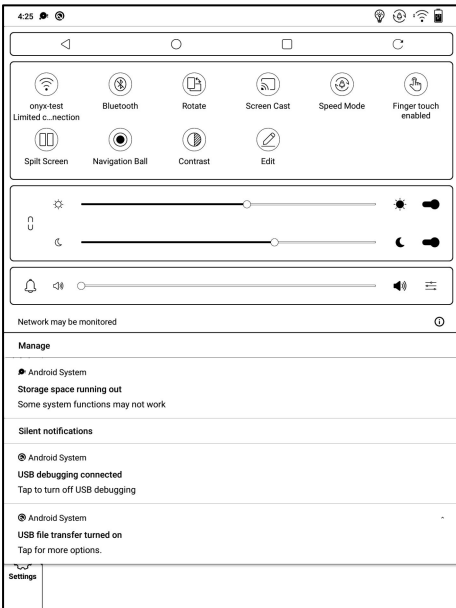 4:25
onyx-test
Limited c...nection
Bluetooth
Rotate
Screen Cast
Speed Mode
Finger touch
enabled
Spilt Screen
Navigation Ball
Contrast
Edit
Network may be monitored
Manage
Android System
Storage space running out
Some system functions may not work
Silent notifications
Android System
USB debugging connected
Tap to turn off USB debugging
Android System
USB file transfer turned on
Tap for more options.
Settings